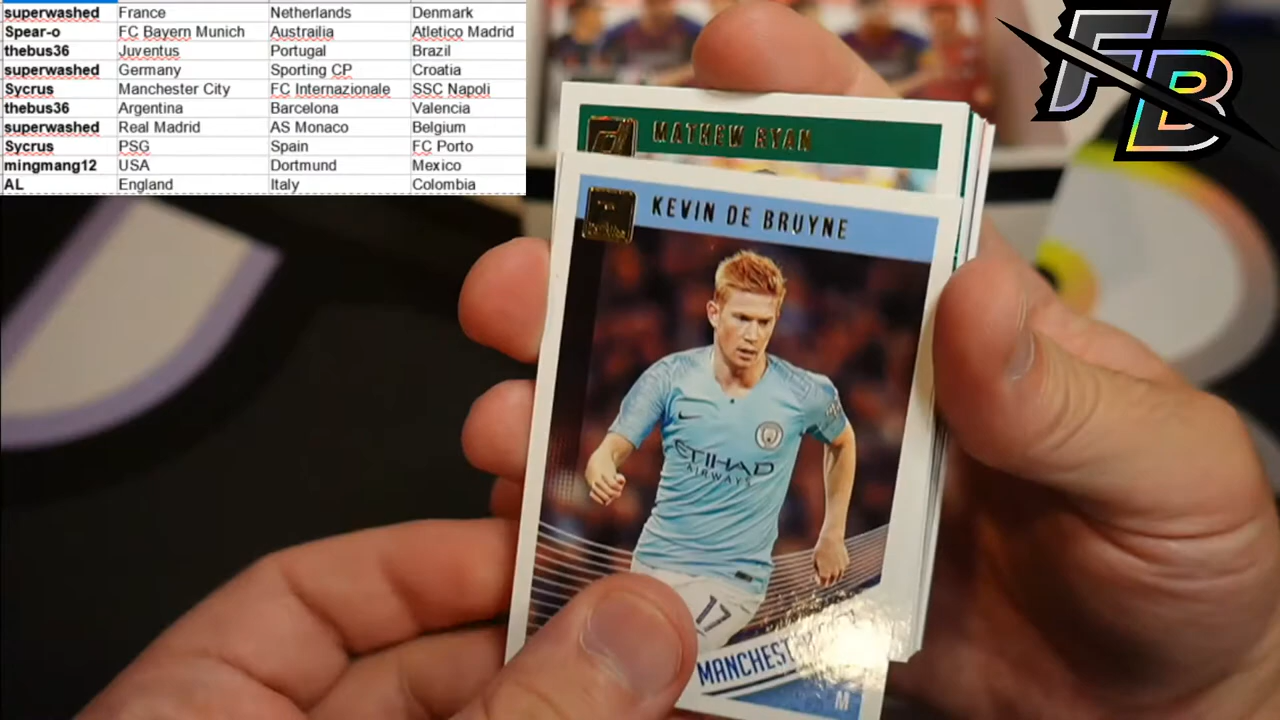 superwashed France Netherlands Denmark
Spear-o FC Bayern Munich Austrailia Atletico Madrid
thebus36 Juventus Portugal Brazil
superwashed Germany Sporting CP Croatia
Sycrus Manchester City FC Internazionale SSC Napoli
thebus36 Argentina Barcelona Valencia
superwashed Real Madrid AS Monaco Belgium
Sycrus PSG Spain FC Porto
mingmang12 USA Dortmund Mexico
AL England Italy Colombia
FB
MATHEW RYAN
KEVIN DE BRUYNE
ETIHAD
AIRWAYS
17
M